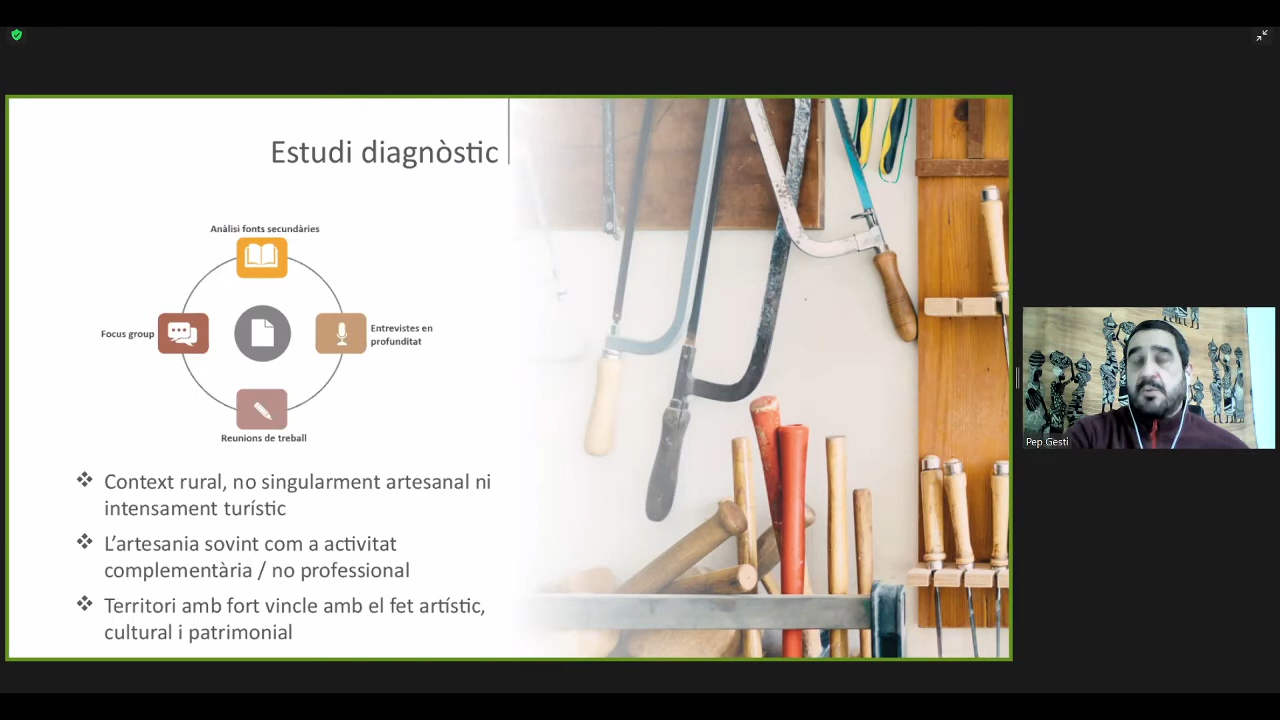 Estudi diagnòstic
Anàlisi fonts secundàries
Focus group
Entrevistes en
profunditat
Reunions de treball
Context rural, no singularment artesanal ni
intensament turístic
L'artesania sovint com a activitat
complementària / no professional
Territori amb fort vincle amb el fet artístic,
cultural i patrimonial
Pep Gestí